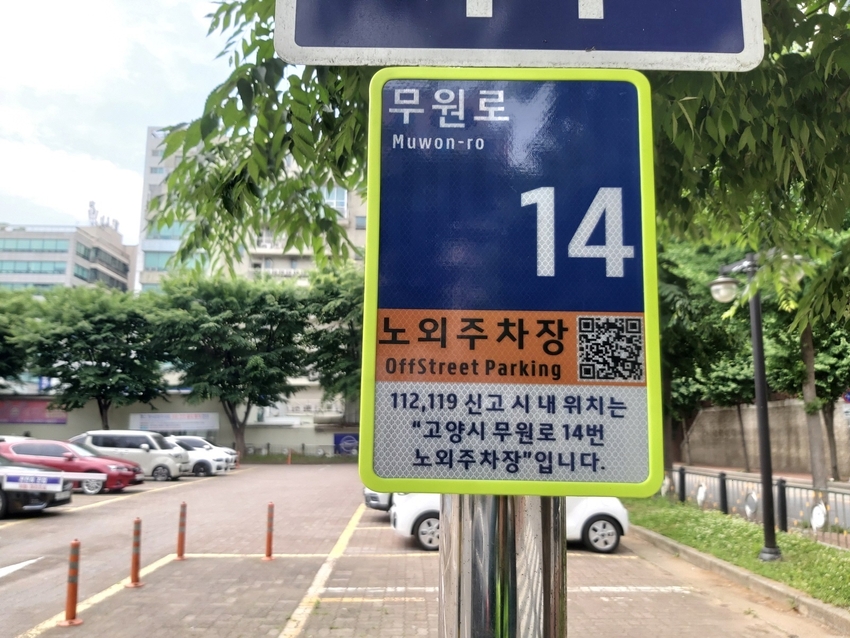 무원로
Muwon-ro
14
노외주차장
OffStreet Parking
112,119 신고 시 내 위치는
“고양시 무원로 14번
노외주차장”입니다.